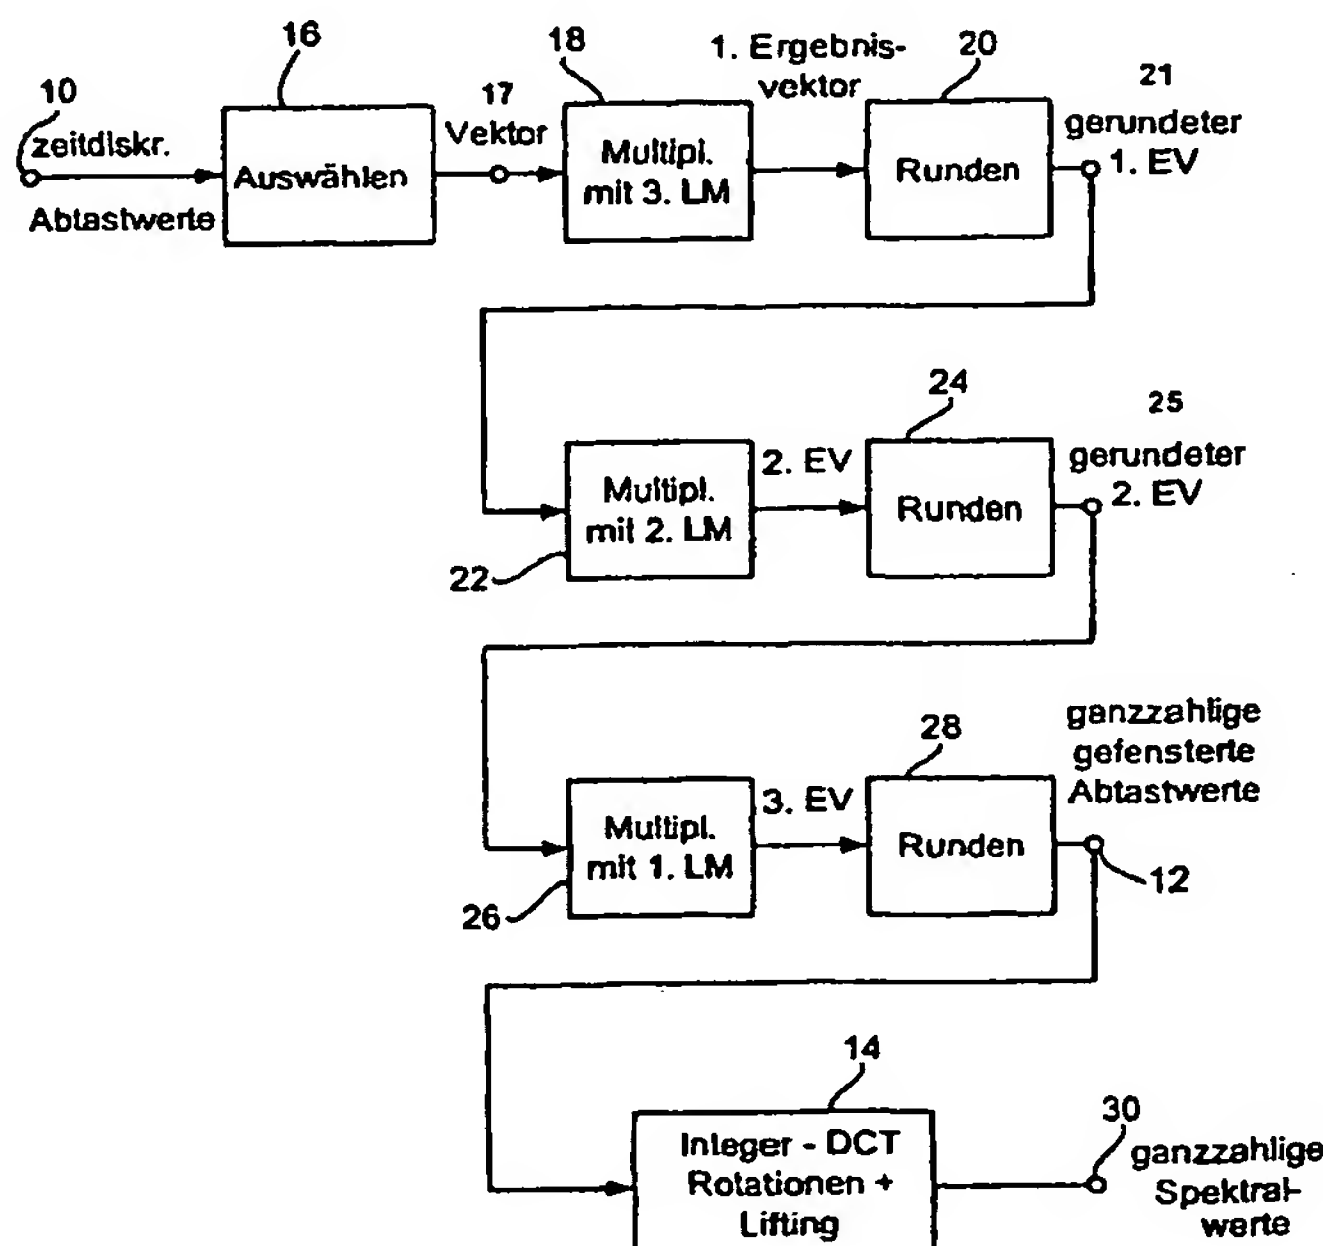 16
18
1. Ergebnis-
vektor
20
10
17
21
zeitdiskr.
Abtastwerte
Auswählen
Vektor
Multipl.
mit 3. LM
Runden
gerundeter
1. EV
24
25
Multipl.
mit 2. LM
22
2. EV
Runden
gerundeter
2. EV
28
ganzzahlige
gefensterte
Abtastwerte
Multipl.
mit 1. LM
26
3. EV
Runden
12
14
30
Integer - DCT
Rotationen +
Lifting
ganzzahlige
Spektral-
werte